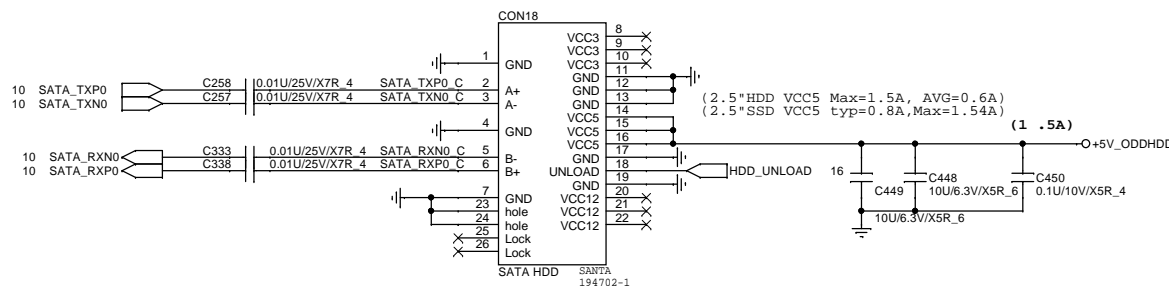 CON18
1 GND
10 SATA_TXP0 C258 0.01U/25V/X7R_4 SATA_TXP0_C 2 A+
10 SATA_TXN0 C257 0.01U/25V/X7R_4 SATA_TXN0_C 3 A-
4 GND
10 SATA_RXN0 C333 0.01U/25V/X7R_4 SATA_RXN0_C 5 B-
10 SATA_RXP0 C338 0.01U/25V/X7R_4 SATA_RXP0_C 6 B+
7 GND
23 hole
24 hole
25 Lock
26 Lock
VCC3 8
VCC3 9
VCC3 10
GND 11
GND 12
GND 13
VCC5 14
VCC5 15
VCC5 16
GND 17
UNLOAD 18 HDD_UNLOAD
GND 19
VCC12 20
VCC12 21
VCC12 22
SATA HDD
SANTA
194702-1
(2.5"HDD VCC5 Max=1.5A, AVG=0.6A)
(2.5"SSD VCC5 typ=0.8A,Max=1.54A)
(1 .5A)
+5V_ODDHDD
16
C449
10U/6.3V/X5R_6
C448
10U/6.3V/X5R_6
C450
0.1U/10V/X5R_4